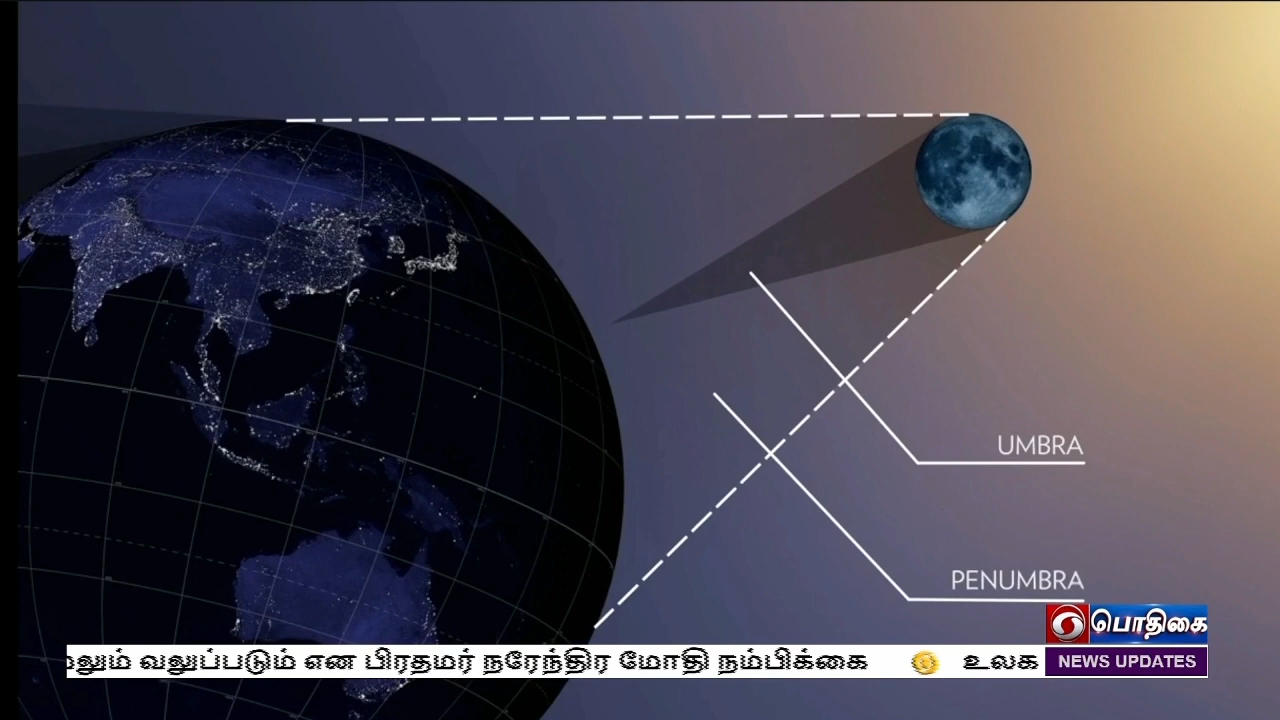 UMBRA
PENUMBRA
பொதிகை
லும் வலுப்படும் என பிரதமர் நரேந்திர மோதி நம்பிக்கை உலக
NEWS UPDATES